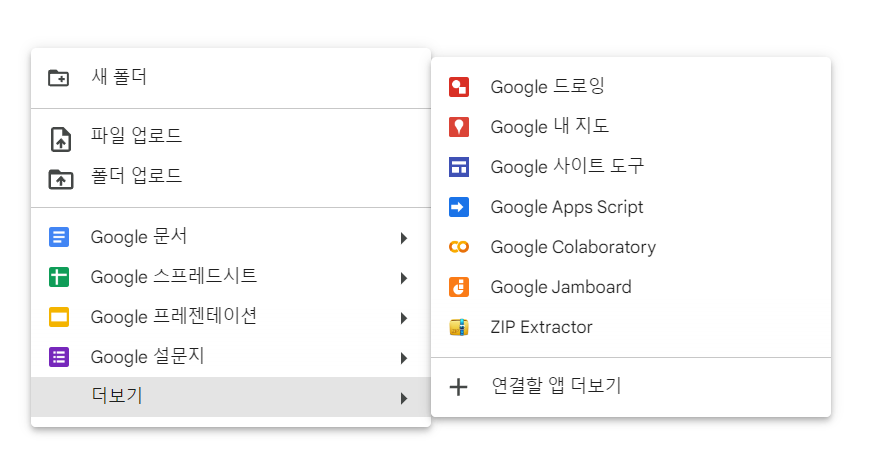 새 폴더
파일 업로드
폴더 업로드
Google 문서
Google 스프레드시트
Google 프레젠테이션
Google 설문지
더보기
Google 드로잉
Google 내 지도
Google 사이트 도구
Google Apps Script
Google Colaboratory
Google Jamboard
ZIP Extractor
연결할 앱 더보기